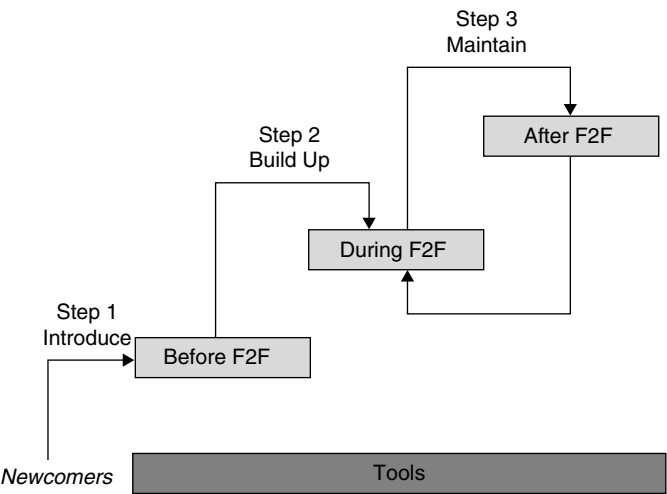 Step 3
Maintain
After F2F
Step 2
Build Up
During F2F
Step 1
Introduce
Before F2F
Newcomers
Tools